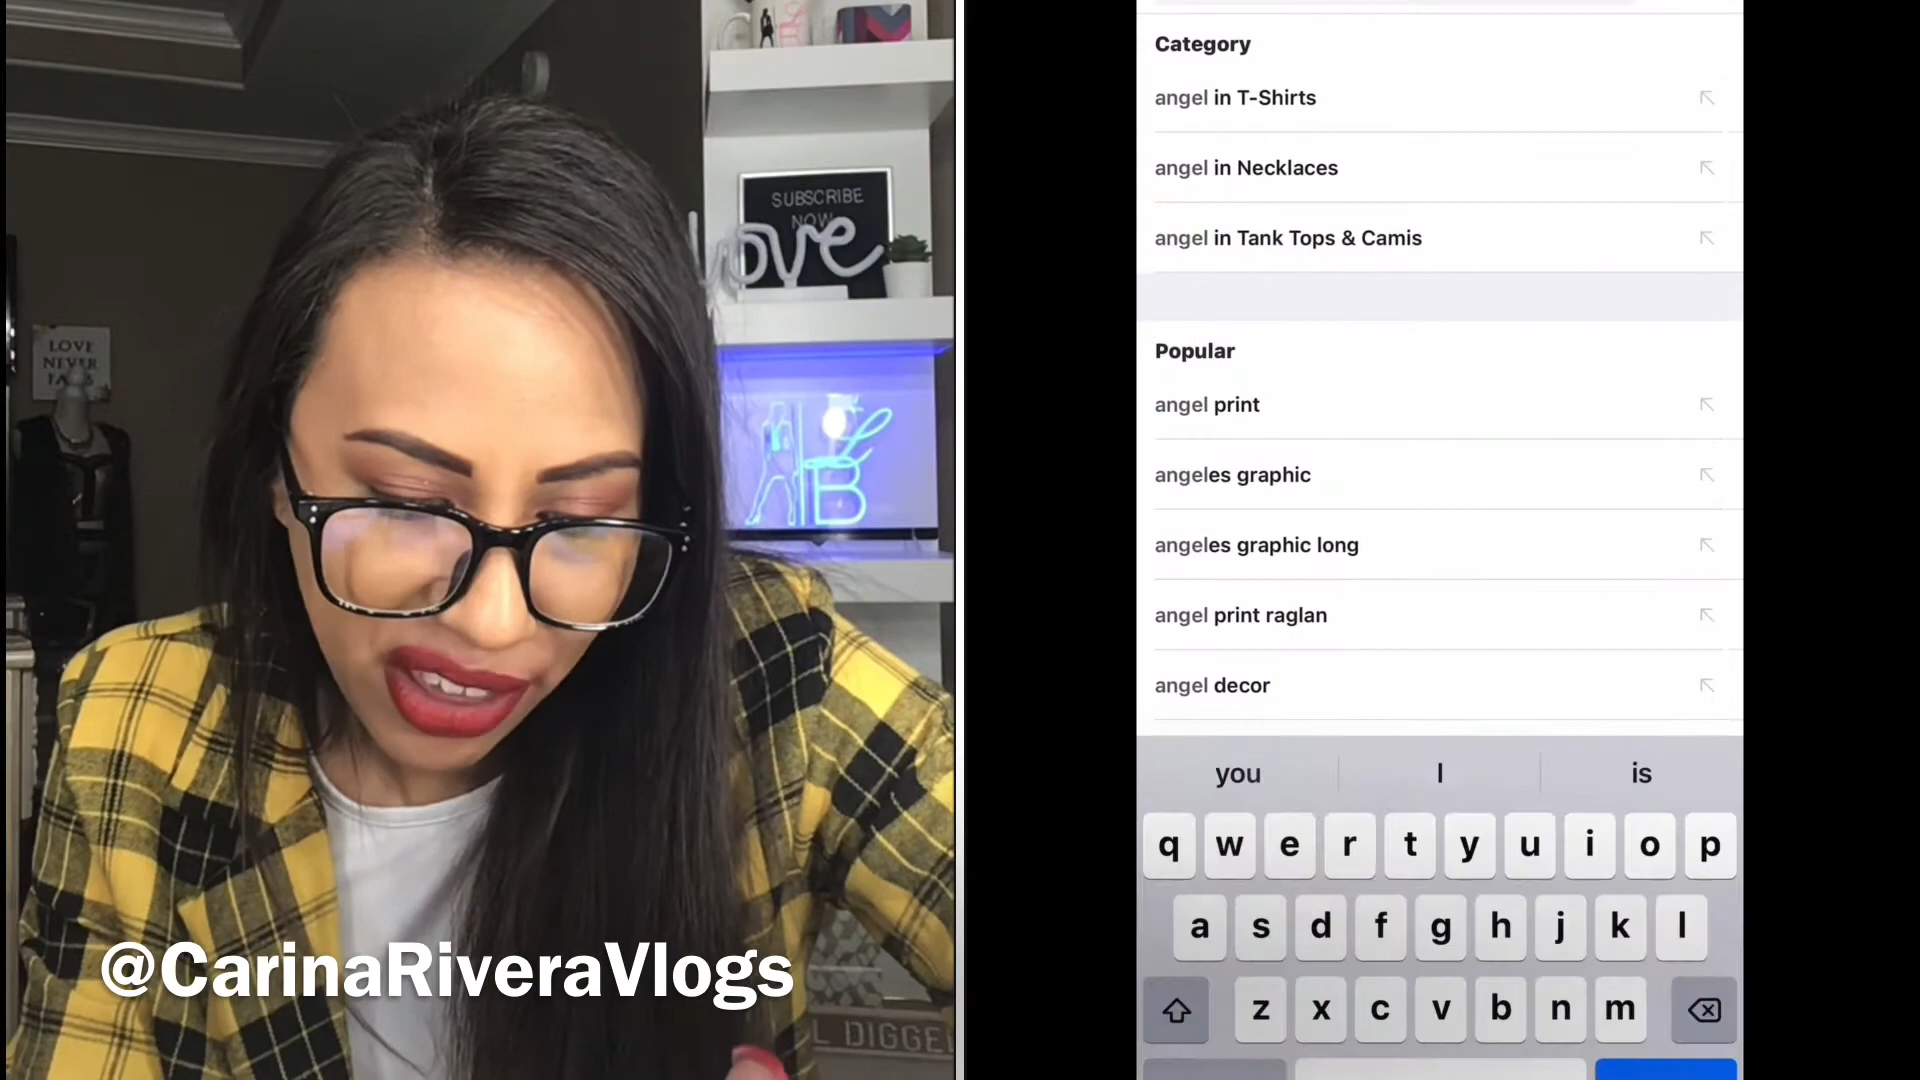 SUBSCRIBE
NOW
love
LOVE
NEVER
B
@CarinaRiveraVlogs
L DIGGE
Category
angel in T-Shirts
angel in Necklaces
angel in Tank Tops & Camis
Popular
angel print
angeles graphic
angeles graphic long
angel print raglan
angel decor
you I is
q w e r t y u i o p
a s d f g h j k l
z x c v b n m